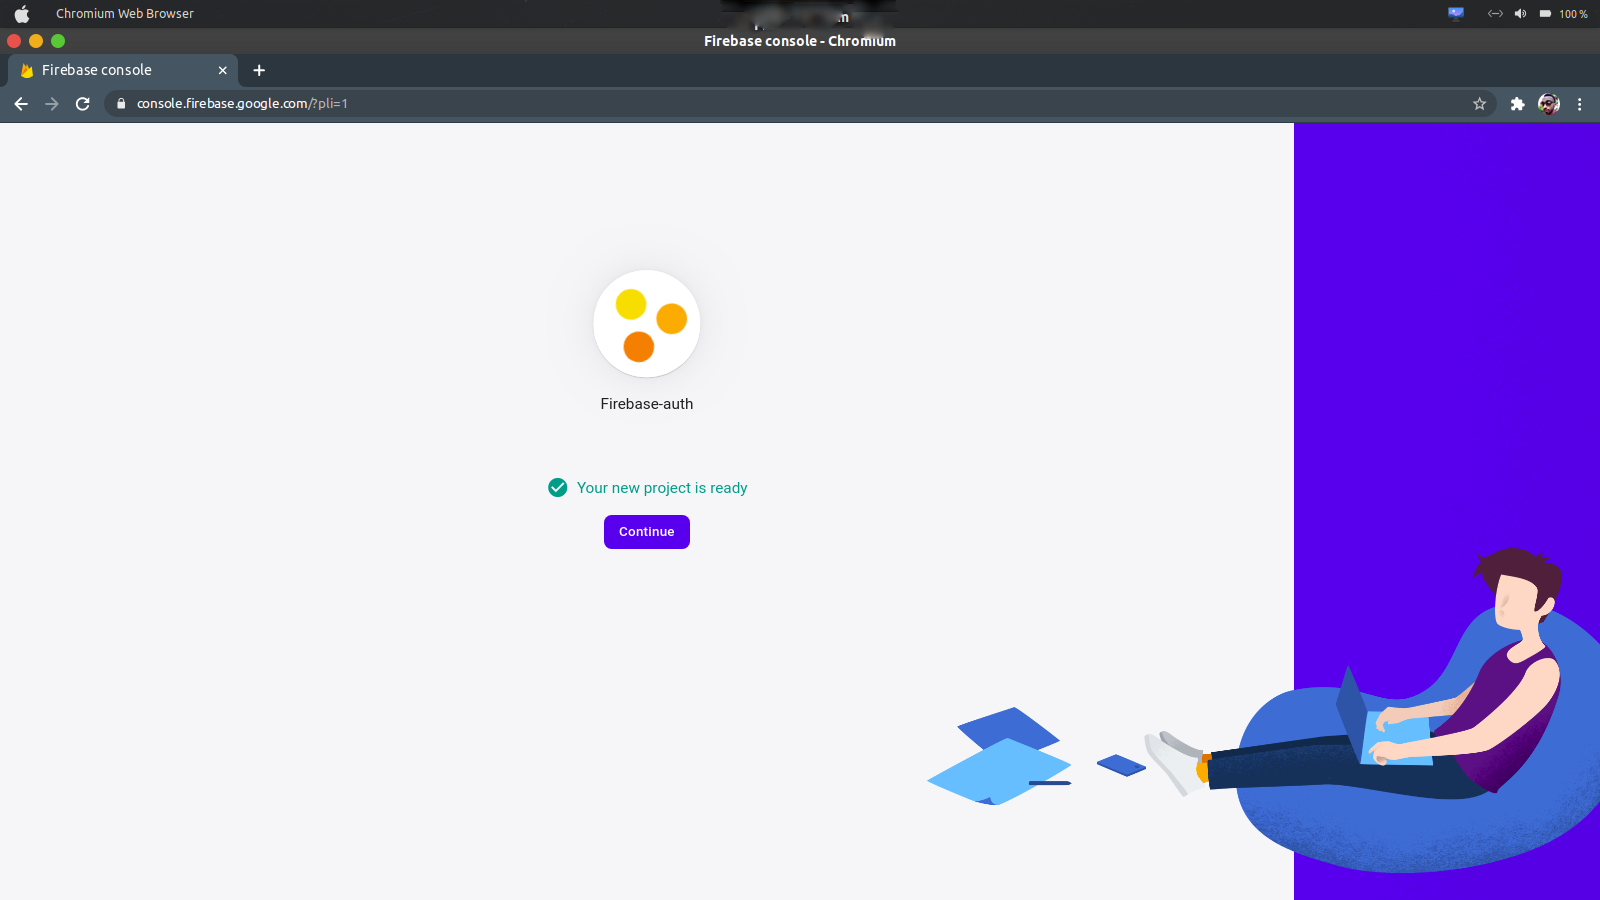 Chromium Web Browser
100 %
Firebase console - Chromium
Firebase console
console.firebase.google.com/?pli=1
Firebase-auth
Your new project is ready
Continue